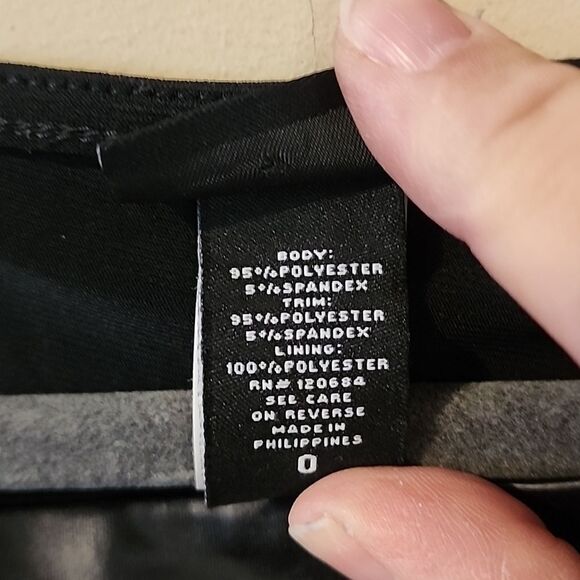 BODY:
95%POLYESTER
5%SPANDEX
TRIM:
95%POLYESTER
5%SPANDEX
LINING:
100%POLYESTER
RN# 120684
SEE CARE
ON REVERSE
MADE IN
PHILIPPINES
0